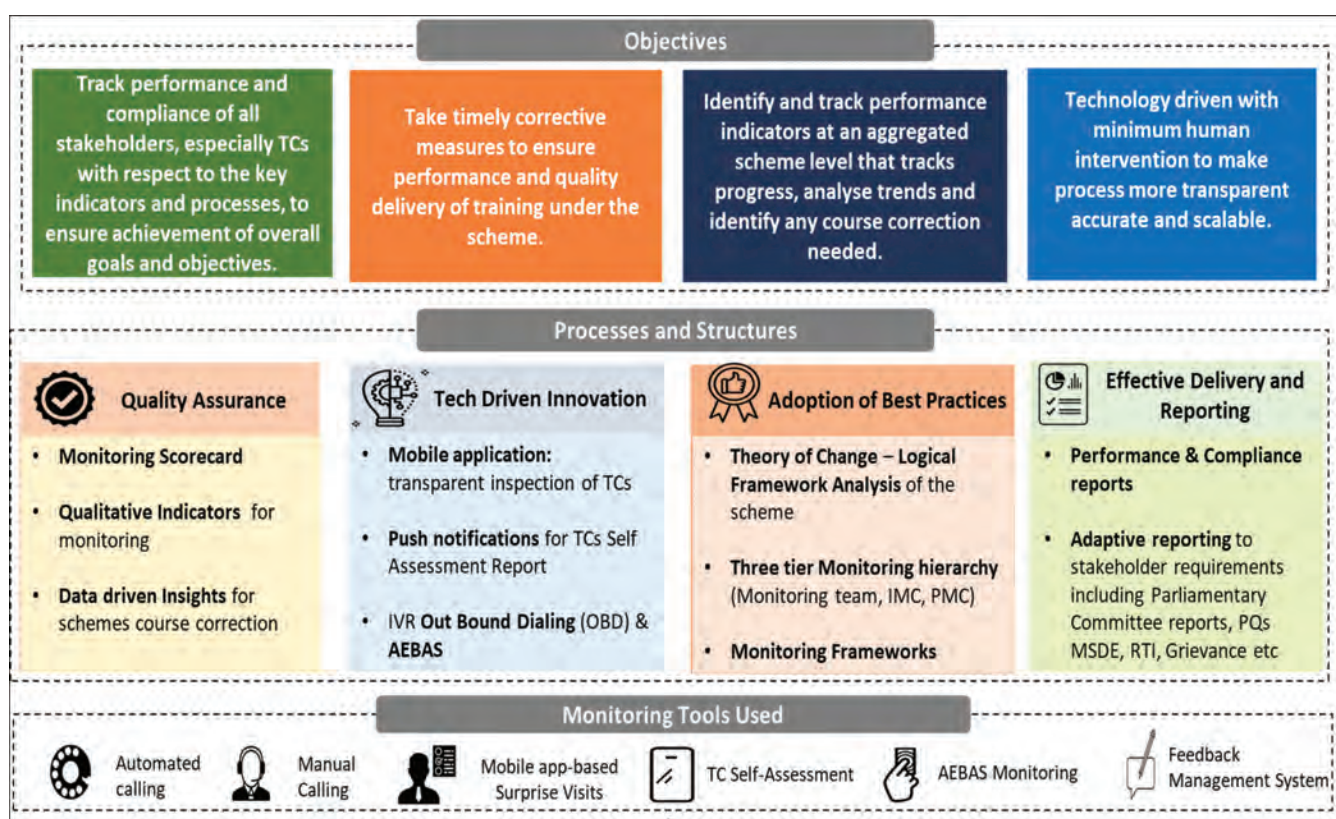 Objectives
Track performance and
compliance of all
stakeholders, especially TCs
with respect to the key
indicators and processes, to
ensure achievement of overall
goals and objectives.
Take timely corrective
measures to ensure
performance and quality
delivery of training under the
scheme.
Identify and track performance
indicators at an aggregated
scheme level that tracks
progress, analyse trends and
identify any course correction
needed.
Technology driven with
minimum human
intervention to make
process more transparent
accurate and scalable.
Processes and Structures
Quality Assurance
• Monitoring Scorecard
• Qualitative Indicators for
monitoring
• Data driven Insights for
schemes course correction
Tech Driven Innovation
• Mobile application:
transparent inspection of TCs
• Push notifications for TCs Self
Assessment Report
• IVR Out Bound Dialing (OBD) &
AEBAS
Adoption of Best Practices
• Theory of Change – Logical
Framework Analysis of the
scheme
• Three tier Monitoring hierarchy
(Monitoring team, IMC, PMC)
• Monitoring Frameworks
Effective Delivery and
Reporting
• Performance & Compliance
reports
• Adaptive reporting to
stakeholder requirements
including Parliamentary
Committee reports, PQs
MSDE, RTI, Grievance etc
Monitoring Tools Used
Automated
calling
Manual
Calling
Mobile app-based
Surprise Visits
TC Self-Assessment
AEBAS Monitoring
Feedback
Management System